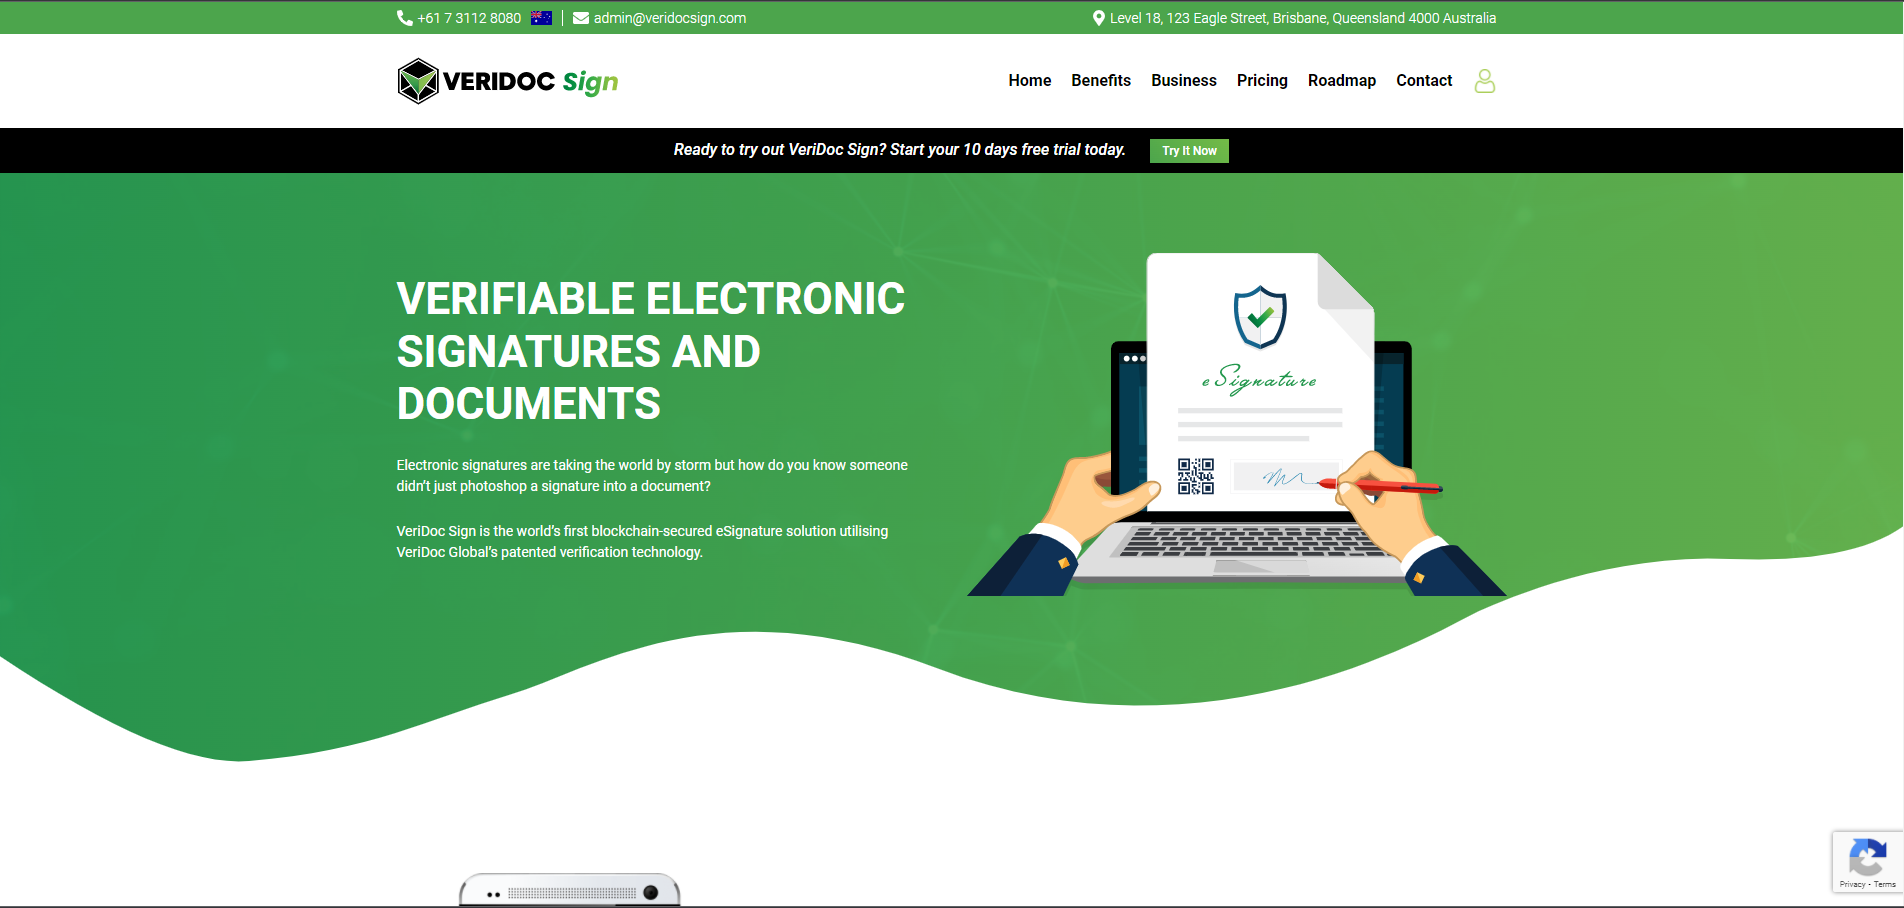 +61 7 3112 8080
admin@veridocsign.com
Level 18, 123 Eagle Street, Brisbane, Queensland 4000 Australia
VERIDOC Sign
Home Benefits Business Pricing Roadmap Contact
Ready to try out VeriDoc Sign? Start your 10 days free trial today.
Try It Now
VERIFIABLE ELECTRONIC
SIGNATURES AND
DOCUMENTS
Electronic signatures are taking the world by storm but how do you know someone
didn’t just photoshop a signature into a document?
VeriDoc Sign is the world’s first blockchain-secured eSignature solution utilising
VeriDoc Global’s patented verification technology.
eSignature
Privacy - Terms